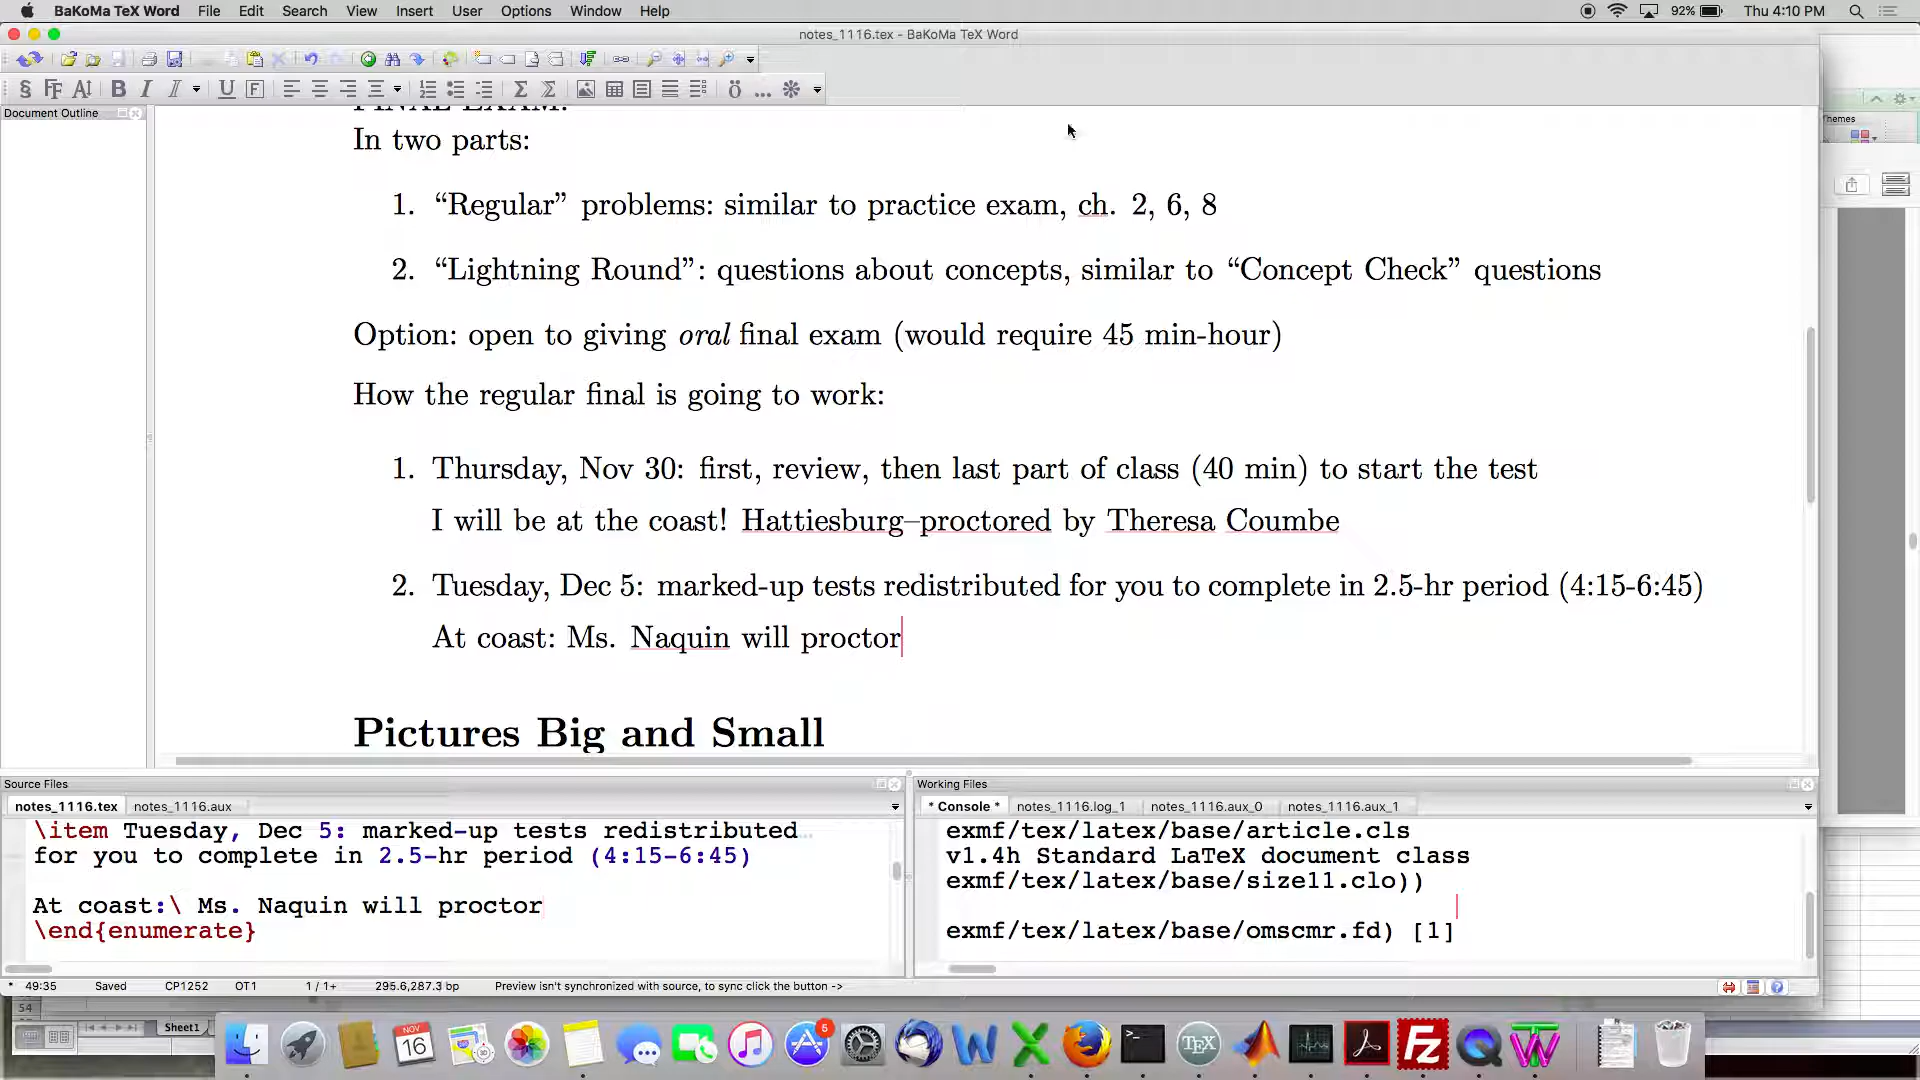 BaKoMa TeX Word File Edit Search View Insert User Options Window Help 92% Thu 4:10 PM
notes_1116.tex - BaKoMa TeX Word
Document Outline
FINAL EXAM:
In two parts:
1. “Regular” problems: similar to practice exam, ch. 2, 6, 8
2. “Lightning Round”: questions about concepts, similar to “Concept Check” questions
Option: open to giving oral final exam (would require 45 min-hour)
How the regular final is going to work:
1. Thursday, Nov 30: first, review, then last part of class (40 min) to start the test
I will be at the coast! Hattiesburg–proctored by Theresa Coumbe
2. Tuesday, Dec 5: marked-up tests redistributed for you to complete in 2.5-hr period (4:15-6:45)
At coast: Ms. Naquin will proctor
Pictures Big and Small
hemes
Source Files
notes_1116.tex notes_1116.aux
\item Tuesday, Dec 5: marked-up tests redistributed
for you to complete in 2.5-hr period (4:15-6:45)
At coast:\ Ms. Naquin will proctor
\end{enumerate}
Working Files
* Console * notes_1116.log_1 notes_1116.aux_0 notes_1116.aux_1
exmf/tex/latex/base/article.cls
v1.4h Standard LaTeX document class
exmf/tex/latex/base/size11.clo))
exmf/tex/latex/base/omscmr.fd) [1]
* 49:35 Saved CP1252 OT1 1 / 1+ 295.6,287.3 bp Preview isn't synchronized with source, to sync click the button ->
54
Sheet1
NOV
16
5
TEX